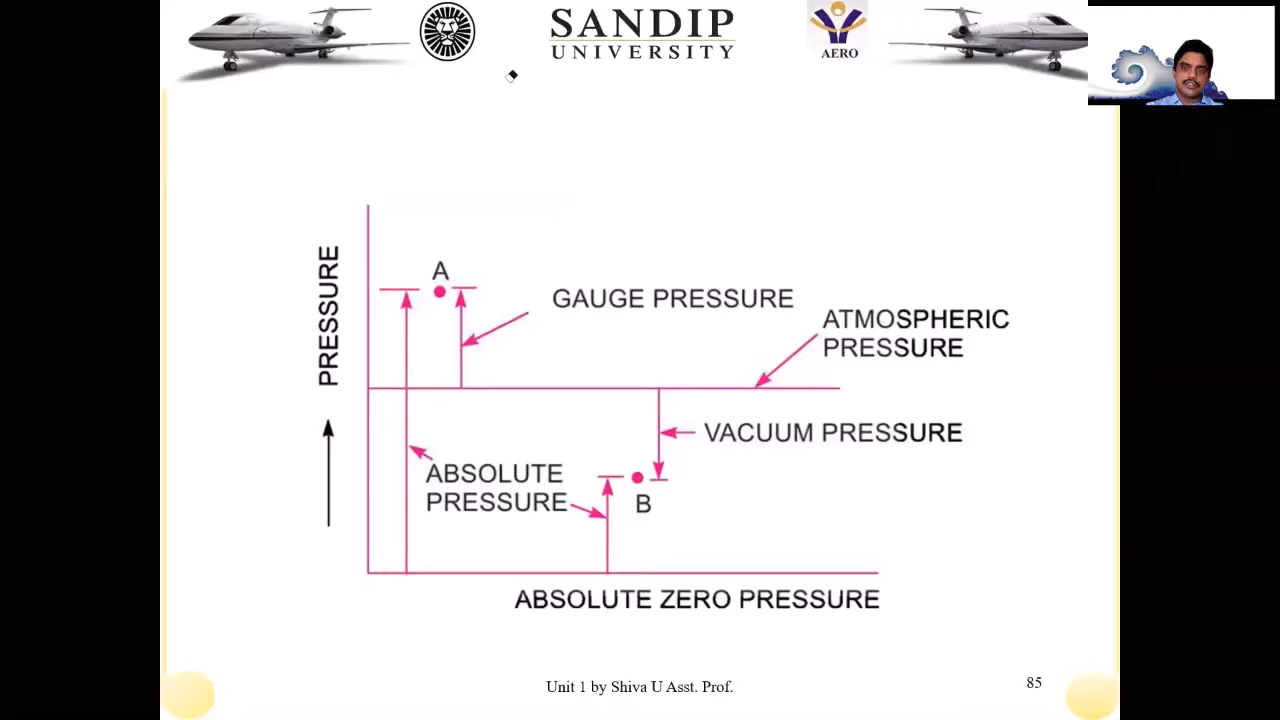 SANDIP
UNIVERSITY
AERO
PRESSURE
A
GAUGE PRESSURE
ATMOSPHERIC
PRESSURE
VACUUM PRESSURE
ABSOLUTE
PRESSURE
B
ABSOLUTE ZERO PRESSURE
Unit 1 by Shiva U Asst. Prof.
85